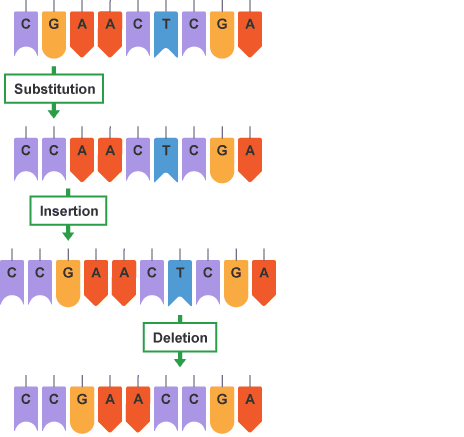 C G A A C T C G A
Substitution
C C A A C T C G A
Insertion
C C G A A C T C G A
Deletion
C C G A A C C G A